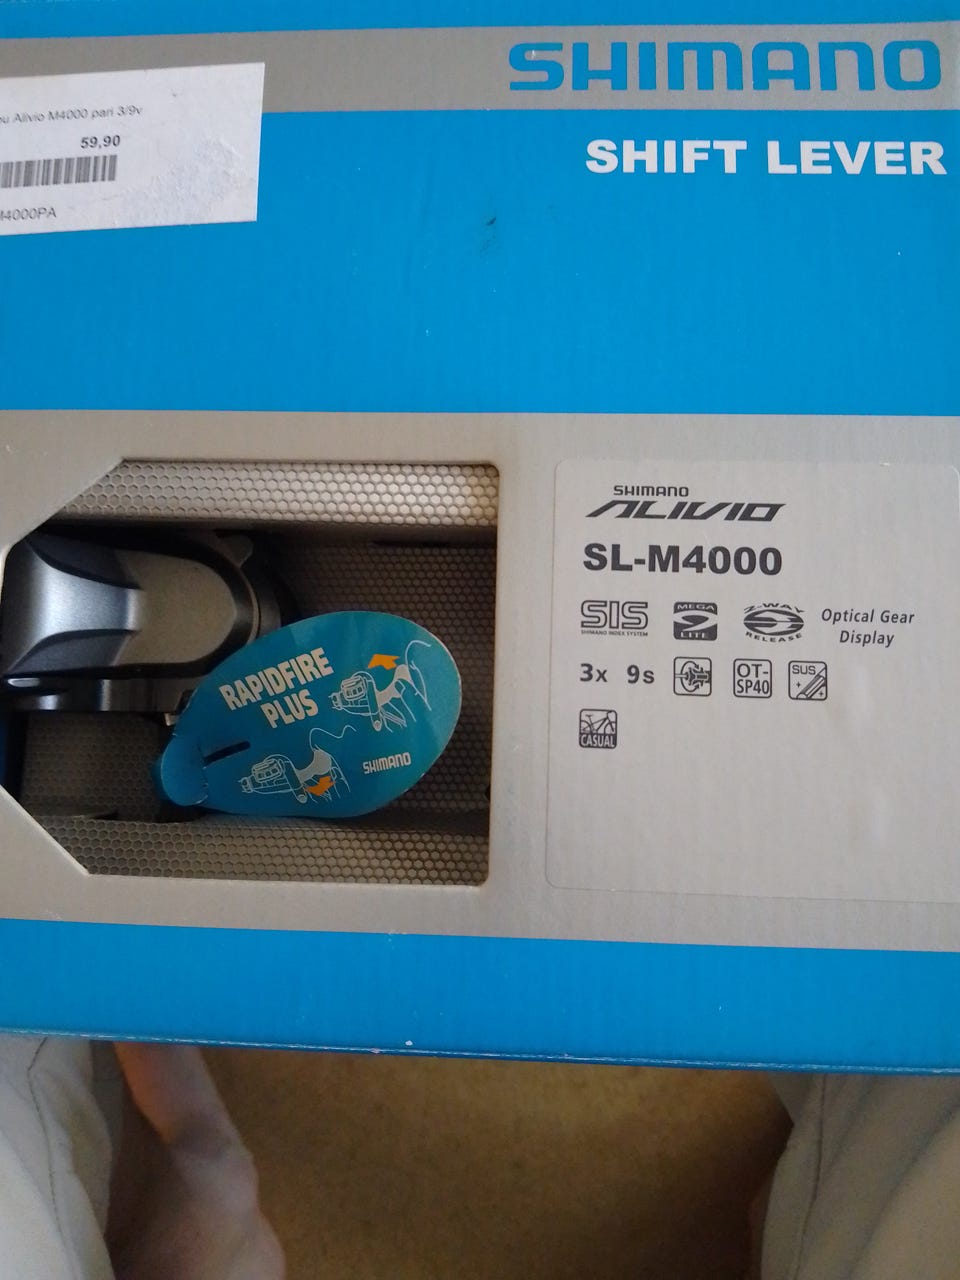 SHIMANO
SHIFT LEVER
Alivio M4000 pari 3/9v
59,90
M4000PA
SHIMANO
ALIVIO
SL-M4000
SIS
SHIMANO INDEX SYSTEM
MEGA
9
LITE
2-WAY
RELEASE
Optical Gear
Display
3x 9s
OT-
SP40
SUS
CASUAL
RAPIDFIRE
PLUS
SHIMANO